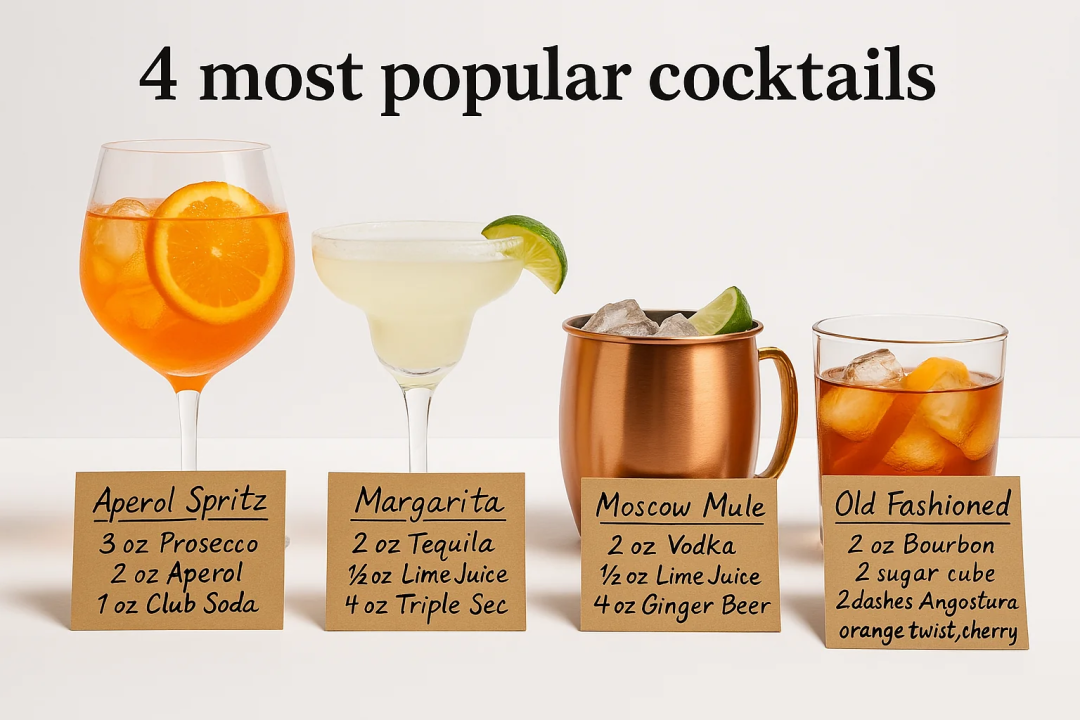 4 most popular cocktails
Aperol Spritz
3 oz Prosecco
2 oz Aperol
1 oz Club Soda
Margarita
2 oz Tequila
½ oz Lime Juice
4 oz Triple Sec
Moscow Mule
2 oz Vodka
½ oz Lime Juice
4 oz Ginger Beer
Old Fashioned
2 oz Bourbon
2 sugar cube
2 dashes Angostura
orange twist, cherry